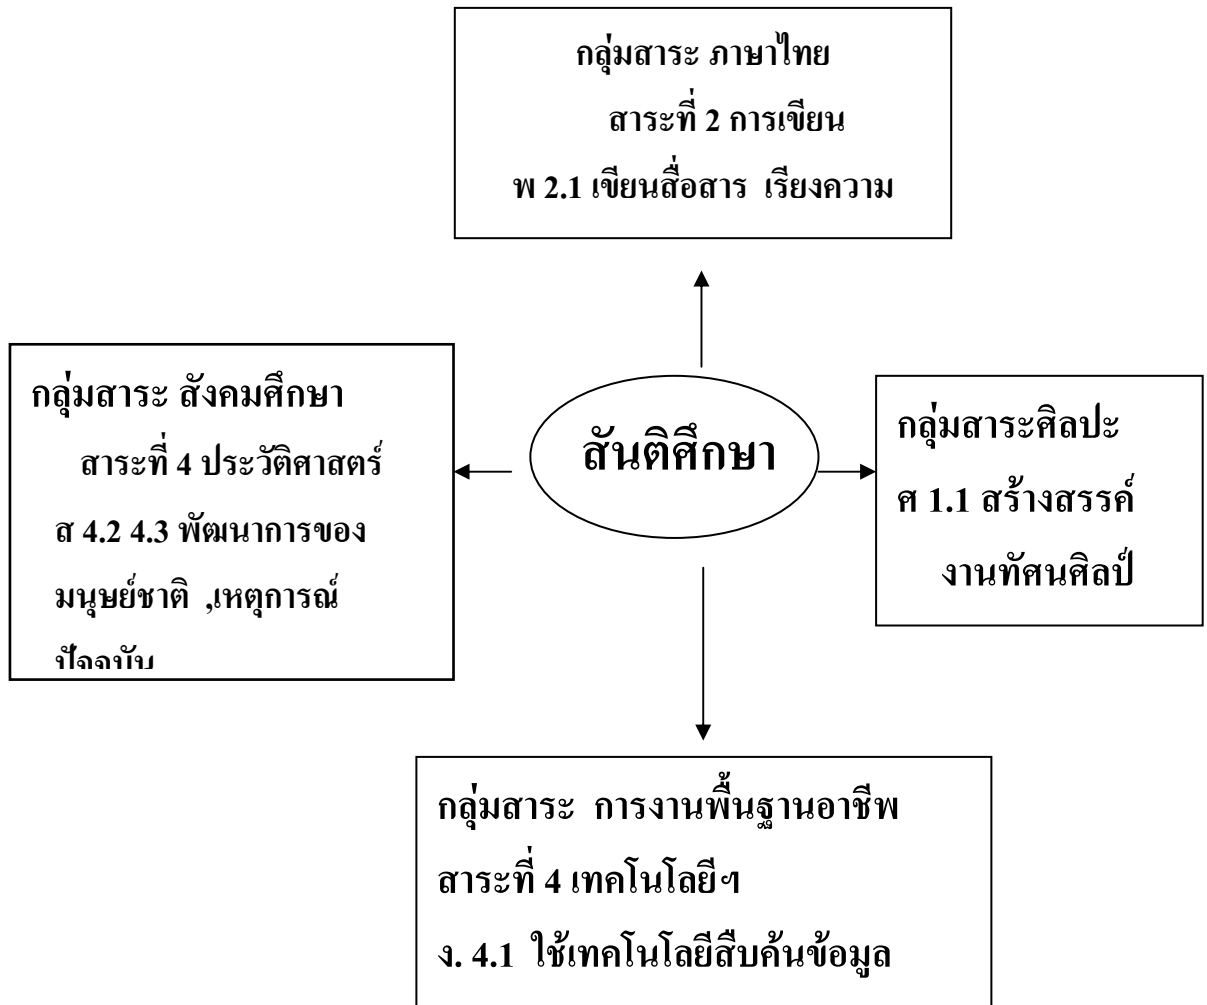 กลุ่มสาระ ภาษาไทย
สาระที่ 2 การเขียน
พ 2.1 เขียนสื่อสาร เรียงความ
กลุ่มสาระ สังคมศึกษา
สาระที่ 4 ประวัติศาสตร์
ส 4.2 4.3 พัฒนาการของ
มนุษย์ชาติ ,เหตุการณ์
ปัจจุบัน
สันติศึกษา
กลุ่มสาระศิลปะ
ศ 1.1 สร้างสรรค์
งานทัศนศิลป์
กลุ่มสาระ การงานพื้นฐานอาชีพ
สาระที่ 4 เทคโนโลยีฯ
ง. 4.1 ใช้เทคโนโลยีสืบค้นข้อมูล